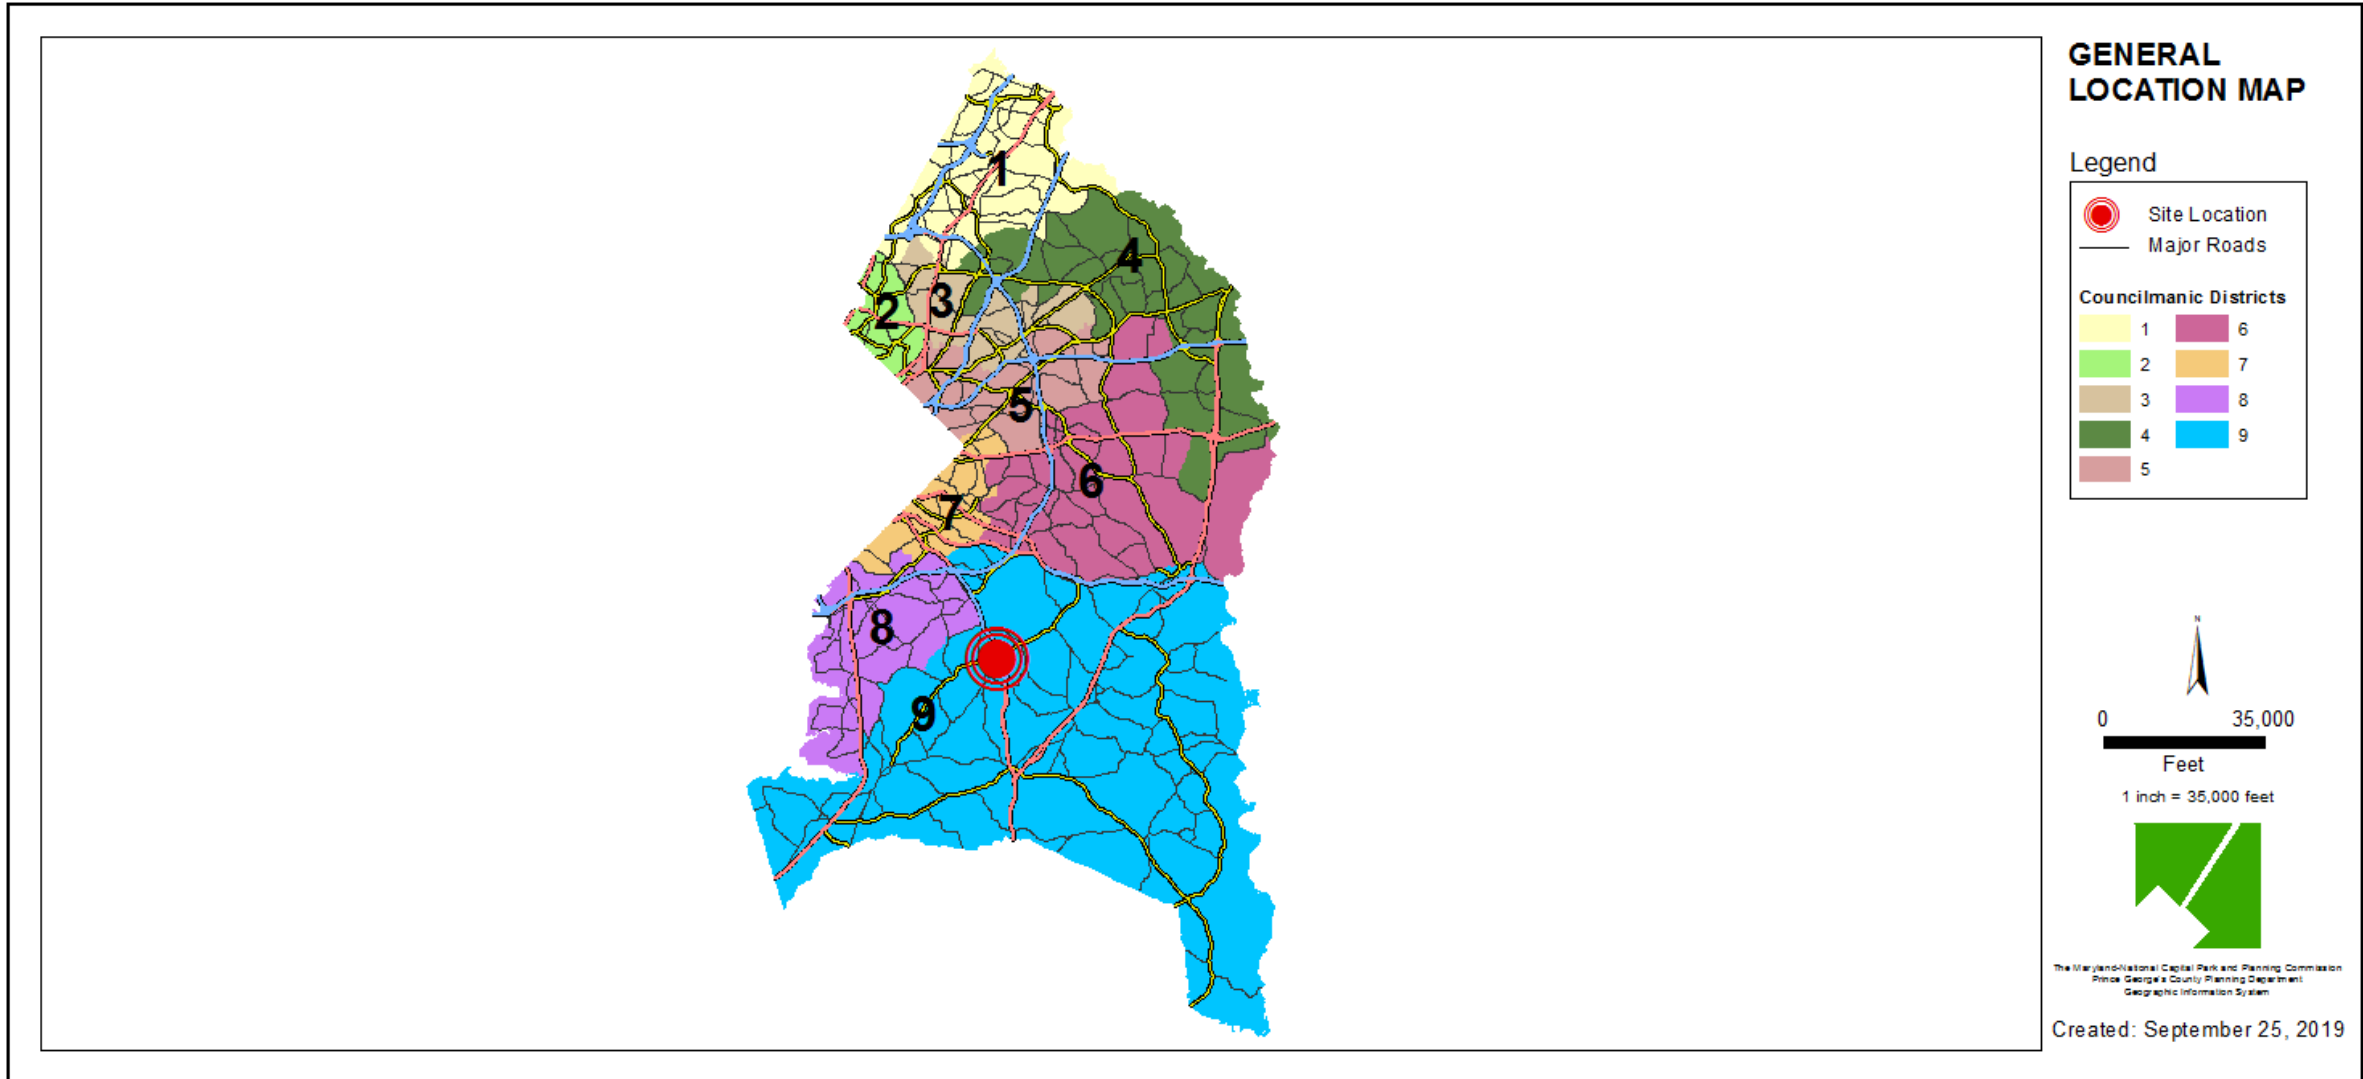 GENERAL
LOCATION MAP
Legend
Site Location
Major Roads
Councilmanic Districts
1 6
2 7
3 8
4 9
5
1
4
3
2
5
6
7
8
9
N
0 35,000
Feet
1 inch = 35,000 feet
The Maryland-National Capital Park and Planning Commission
Prince George's County Planning Department
Geographic Information System
Created: September 25, 2019